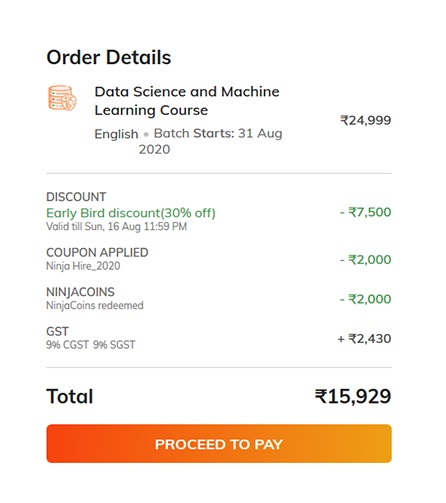 Order Details
Data Science and Machine
Learning Course
₹24,999
English • Batch Starts: 31 Aug
2020
DISCOUNT
Early Bird discount(30% off)
- ₹7,500
Valid till Sun, 16 Aug 11:59 PM
COUPON APPLIED
- ₹2,000
Ninja Hire_2020
NINJACOINS
- ₹2,000
NinjaCoins redeemed
GST
+ ₹2,430
9% CGST 9% SGST
Total ₹15,929
PROCEED TO PAY